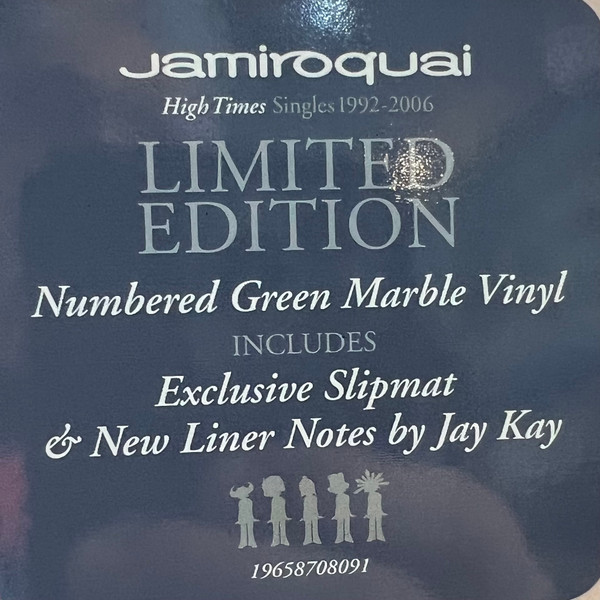 Jamiroquai
High Times Singles 1992-2006
LIMITED
EDITION
Numbered Green Marble Vinyl
INCLUDES
Exclusive Slipmat
& New Liner Notes by Jay Kay
19658708091